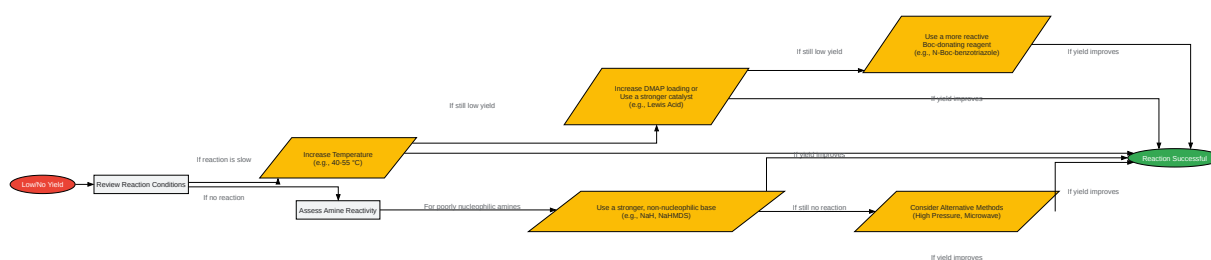 Use a more reactive
Boc-donating reagent
(e.g., N-Boc-benzotriazole)
If still low yield
If yield improves
Increase DMAP loading or
Use a stronger catalyst
(e.g., Lewis Acid)
If still low yield
If yield improves
Increase Temperature
(e.g., 40-55 °C)
If reaction is slow
If yield improves
Reaction Successful
Low/No Yield
Review Reaction Conditions
If no reaction
Assess Amine Reactivity
For poorly nucleophilic amines
Use a stronger, non-nucleophilic base
(e.g., NaH, NaHMDS)
If still no reaction
Consider Alternative Methods
(High Pressure, Microwave)
If yield improves
If yield improves